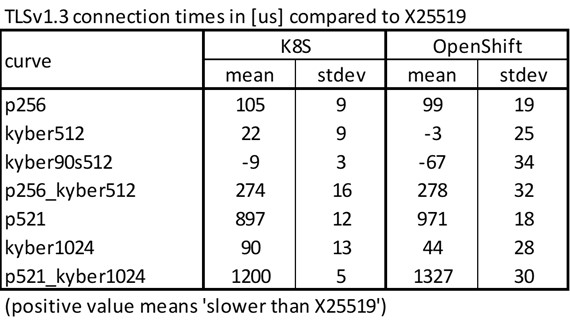 TLSv1.3 connection times in [us] compared to X25519
curve K8S OpenShift
mean stdev mean stdev
p256 105 9 99 19
kyber512 22 9 -3 25
kyber90s512 -9 3 -67 34
p256_kyber512 274 16 278 32
p521 897 12 971 18
kyber1024 90 13 44 28
p521_kyber1024 1200 5 1327 30
(positive value means 'slower than X25519')